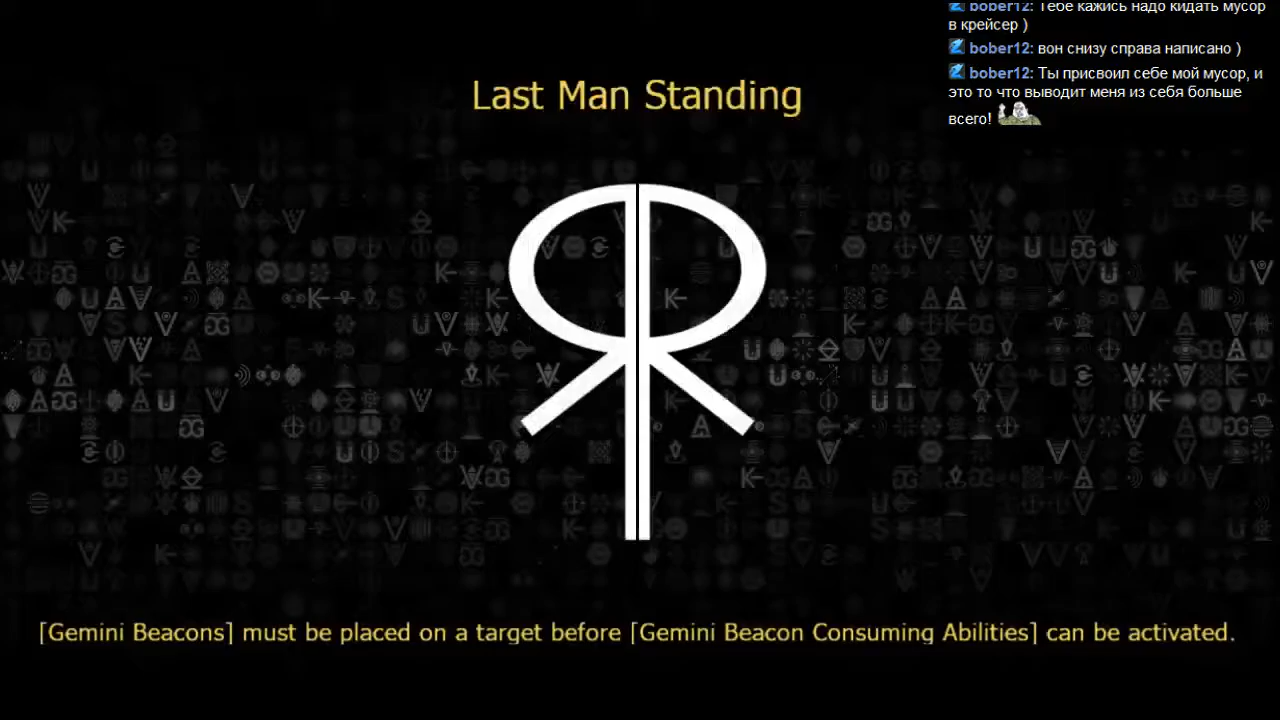 bober12: Тебе кажись надо кидать мусор
в крейсер )
bober12: вон снизу справа написано )
bober12: Ты присвоил себе мой мусор, и
это то что выводит меня из себя больше
всего!
Last Man Standing
[Gemini Beacons] must be placed on a target before [Gemini Beacon Consuming Abilities] can be activated.